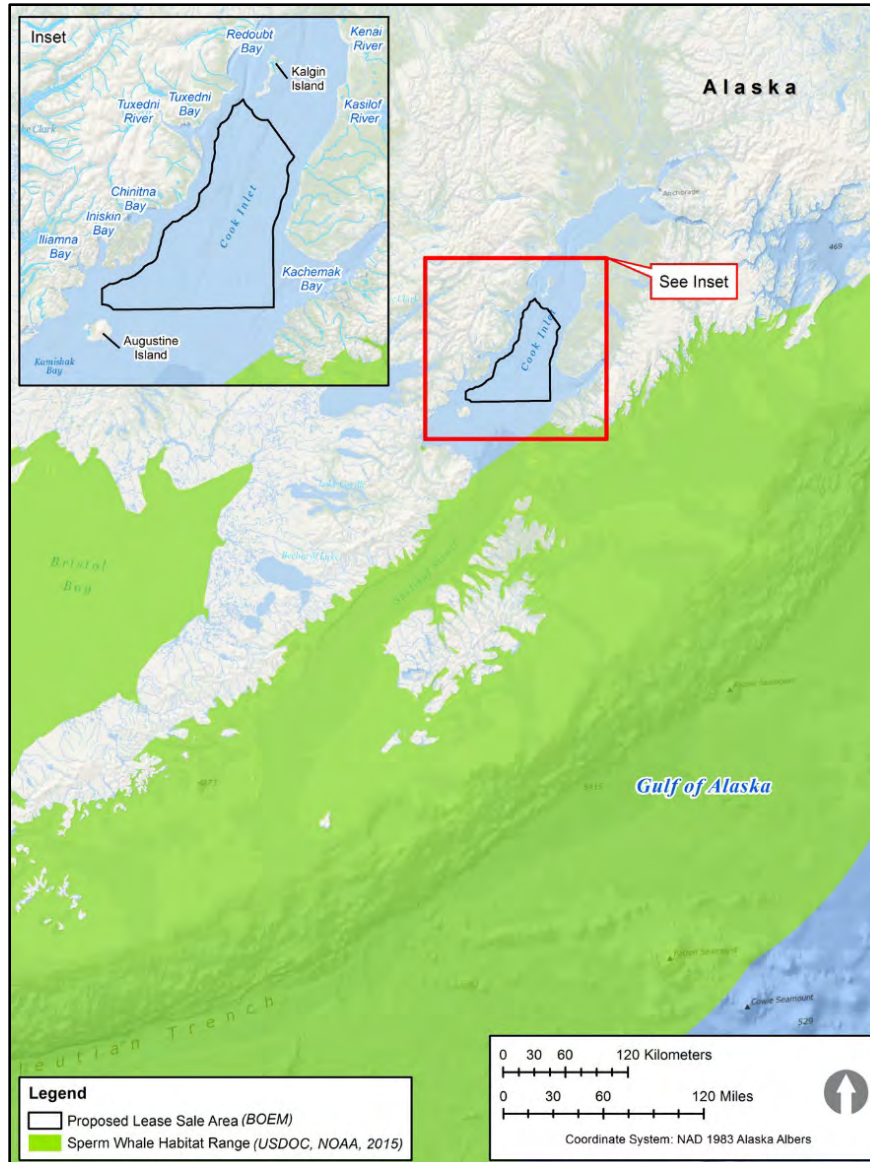 Inset
Redoubt
Bay
Kenai
River
Kalgin
Island
Tuxedni
River
Tuxedni
Bay
Kasilof
River
Chinitna
Bay
Cook Inlet
Iniskin
Bay
Iliamna
Bay
Kachemak
Bay
Augustine
Island
Kamishak
Bay
Alaska
Anchorage
469
See Inset
Cook Inlet
Bristol
Bay
Gulf of Alaska
Cowie Seamount
529
leutian Trench
Legend
Proposed Lease Sale Area (BOEM)
Sperm Whale Habitat Range (USDOC, NOAA, 2015)
0 30 60 120 Kilometers
0 30 60 120 Miles
Coordinate System: NAD 1983 Alaska Albers